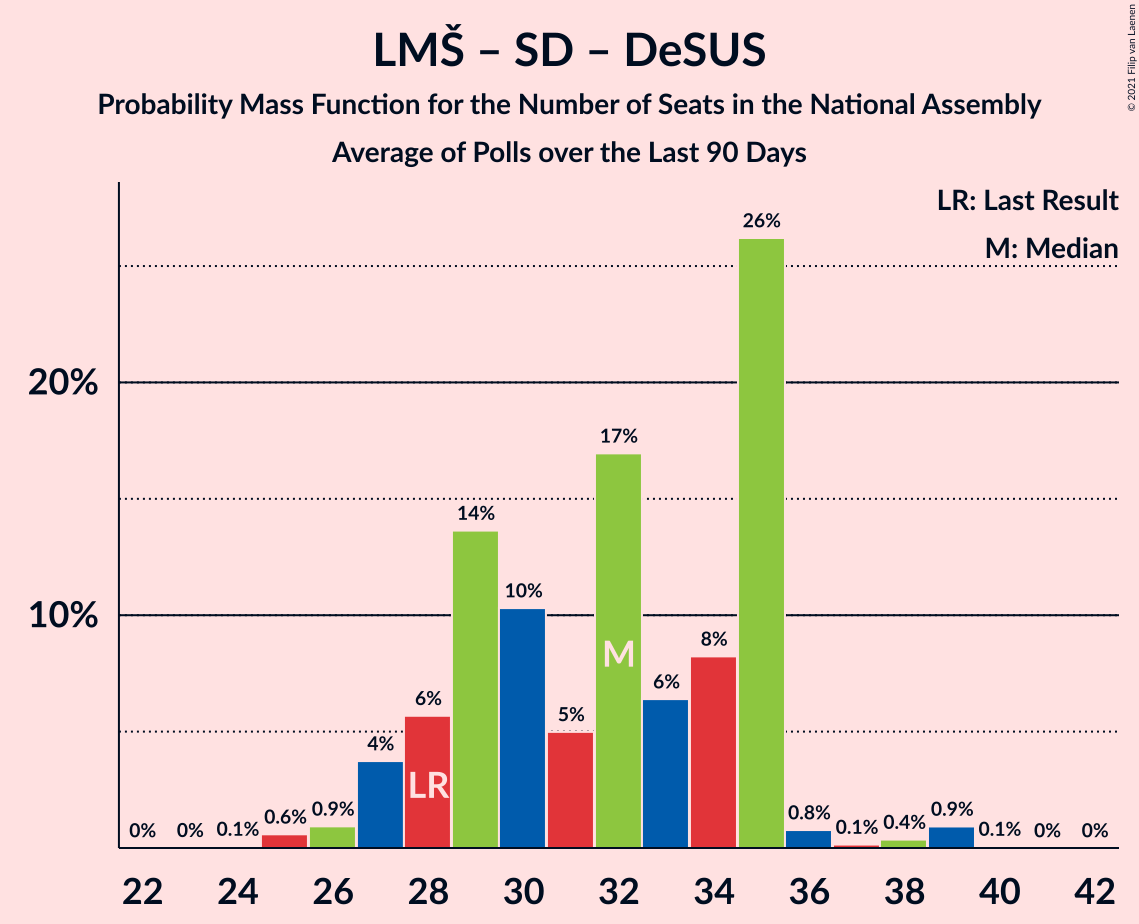 LMŠ – SD – DeSUS
Probability Mass Function for the Number of Seats in the National Assembly
Average of Polls over the Last 90 Days
© 2021 Filip van Laenen
LR: Last Result
M: Median
20%
10%
0%
0%
0.1%
0.6%
0.9%
4%
6%
14%
10%
5%
17%
6%
8%
26%
0.8%
0.1%
0.4%
0.9%
0.1%
0%
0%
LR
M
22 24 26 28 30 32 34 36 38 40 42